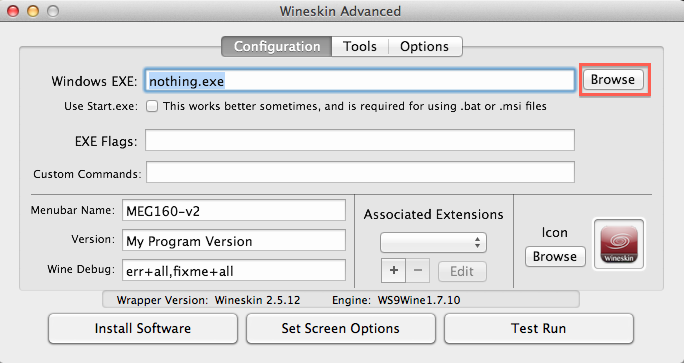 Wineskin Advanced
Configuration Tools Options
Windows EXE: nothing.exe Browse
Use Start.exe: This works better sometimes, and is required for using .bat or .msi files
EXE Flags:
Custom Commands:
Menubar Name: MEG160-v2
Version: My Program Version
Wine Debug: err+all,fixme+all
Associated Extensions
+ − Edit
Icon
Browse
Wineskin
Wrapper Version: Wineskin 2.5.12 Engine: WS9Wine1.7.10
Install Software Set Screen Options Test Run